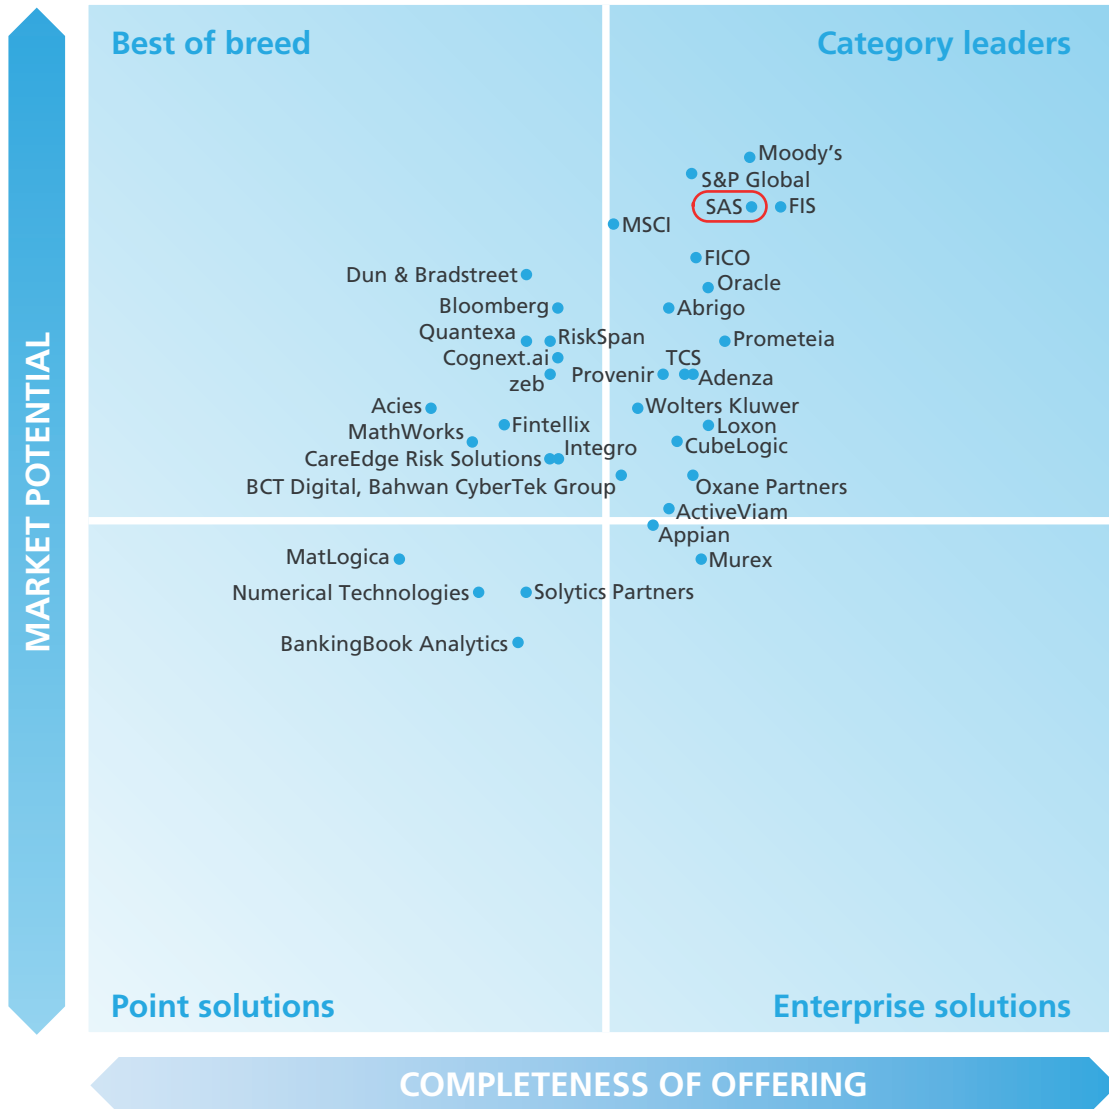 Best of breed
Category leaders
Moody’s
S&P Global
SAS
FIS
MSCI
FICO
Dun & Bradstreet
Oracle
Bloomberg
Abrigo
Quantexa
RiskSpan
Prometeia
Cognext.ai
TCS
zeb
Provenir
Adenza
Acies
Wolters Kluwer
Fintellix
Loxon
MathWorks
CubeLogic
Integro
CareEdge Risk Solutions
BCT Digital, Bahwan CyberTek Group
Oxane Partners
ActiveViam
Appian
MatLogica
Murex
Numerical Technologies
Solytics Partners
BankingBook Analytics
MARKET POTENTIAL
Point solutions
Enterprise solutions
COMPLETENESS OF OFFERING